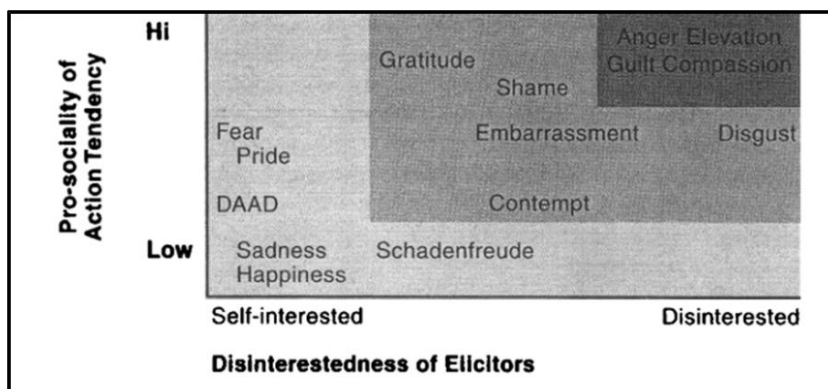 Pro-sociality of
Action Tendency
Hi
Low
Anger Elevation
Guilt Compassion
Gratitude
Shame
Fear
Pride
Embarrassment
Disgust
DAAD
Contempt
Sadness
Happiness
Schadenfreude
Self-interested
Disinterested
Disinterestedness of Elicitors